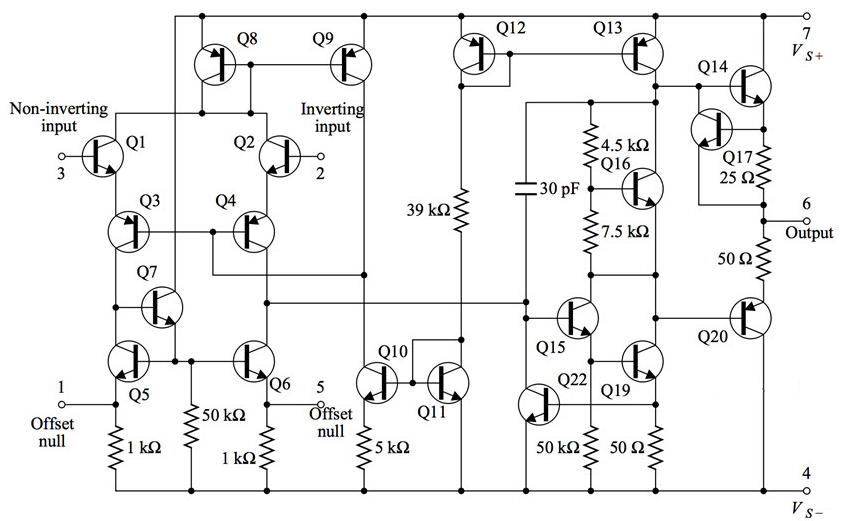 Q8
Q9
Q12
Q13
7
V S+
Q14
Non-inverting
input
Inverting
input
Q1
Q2
3
2
4.5 kΩ
Q16
Q17
25 Ω
30 pF
39 kΩ
Q3
Q4
7.5 kΩ
6
Output
50 Ω
Q7
Q15
Q20
Q10
Q5
Q6
Q11
Q22
Q19
1
Offset
null
5
Offset
null
50 kΩ
1 kΩ
1 kΩ
5 kΩ
50 kΩ
50 Ω
4
V S−